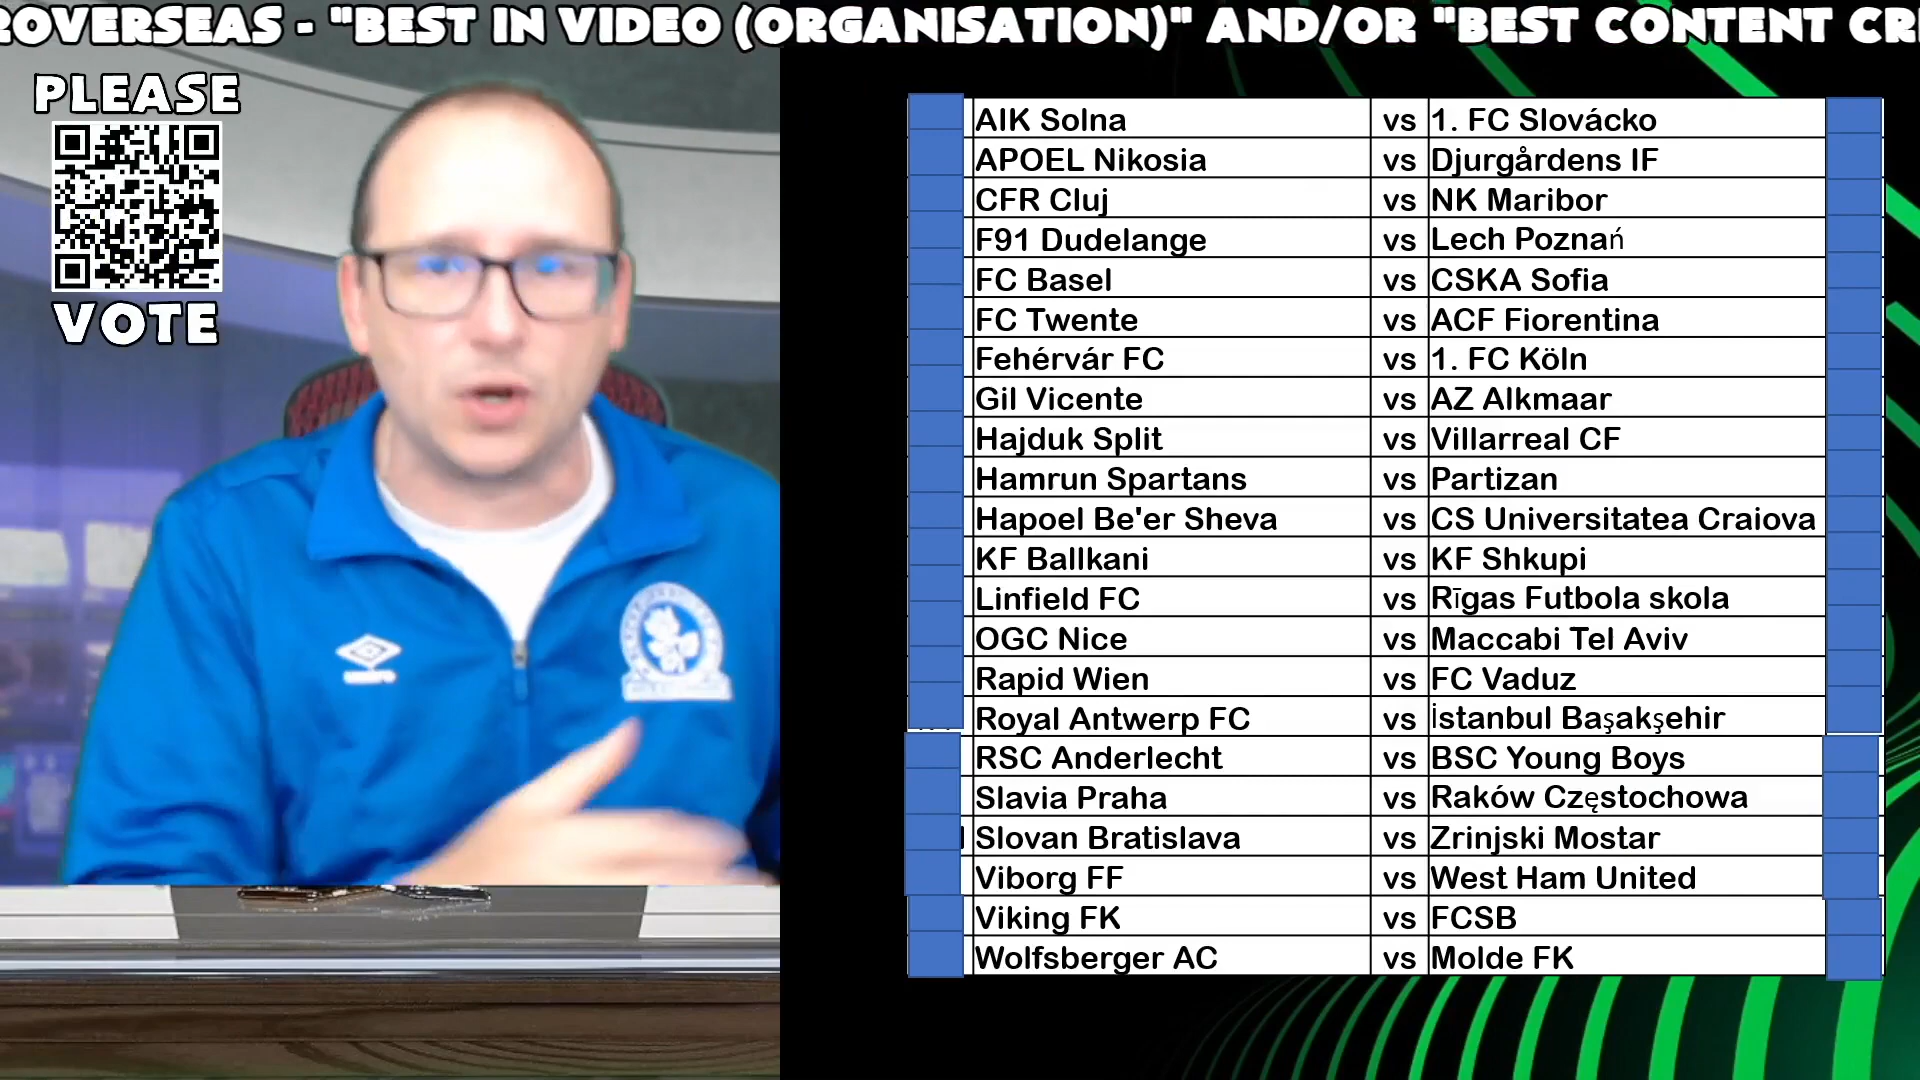 ROVERSEAS - "BEST IN VIDEO (ORGANISATION)" AND/OR "BEST CONTENT CR
PLEASE
VOTE
AIK Solna vs 1. FC Slovácko
APOEL Nikosia vs Djurgårdens IF
CFR Cluj vs NK Maribor
F91 Dudelange vs Lech Poznań
FC Basel vs CSKA Sofia
FC Twente vs ACF Fiorentina
Fehérvár FC vs 1. FC Köln
Gil Vicente vs AZ Alkmaar
Hajduk Split vs Villarreal CF
Hamrun Spartans vs Partizan
Hapoel Be'er Sheva vs CS Universitatea Craiova
KF Ballkani vs KF Shkupi
Linfield FC vs Rīgas Futbola skola
OGC Nice vs Maccabi Tel Aviv
Rapid Wien vs FC Vaduz
Royal Antwerp FC vs İstanbul Başakşehir
RSC Anderlecht vs BSC Young Boys
Slavia Praha vs Raków Częstochowa
Slovan Bratislava vs Zrinjski Mostar
Viborg FF vs West Ham United
Viking FK vs FCSB
Wolfsberger AC vs Molde FK